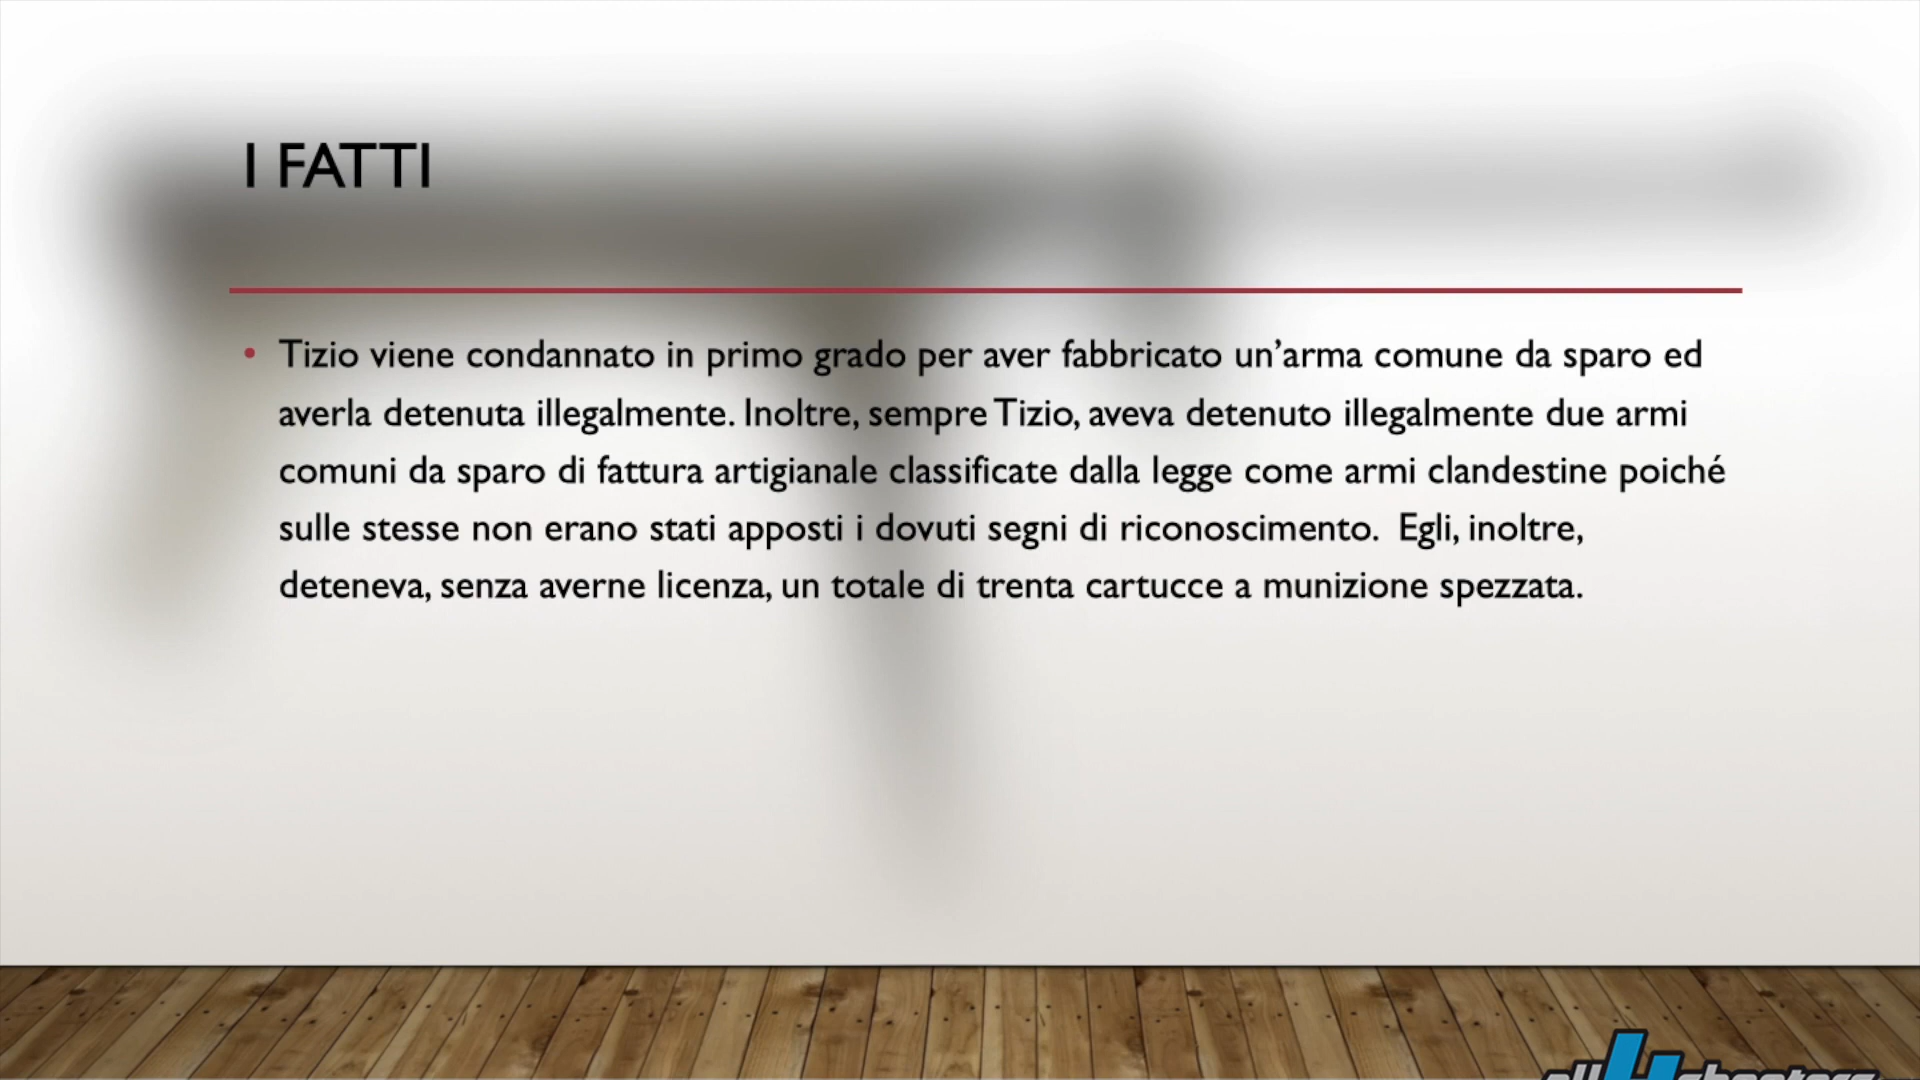 I FATTI
• Tizio viene condannato in primo grado per aver fabbricato un’arma comune da sparo ed
averla detenuta illegalmente. Inoltre, sempre Tizio, aveva detenuto illegalmente due armi
comuni da sparo di fattura artigianale classificate dalla legge come armi clandestine poiché
sulle stesse non erano stati apposti i dovuti segni di riconoscimento.  Egli, inoltre,
deteneva, senza averne licenza, un totale di trenta cartucce a munizione spezzata.
all4shooters